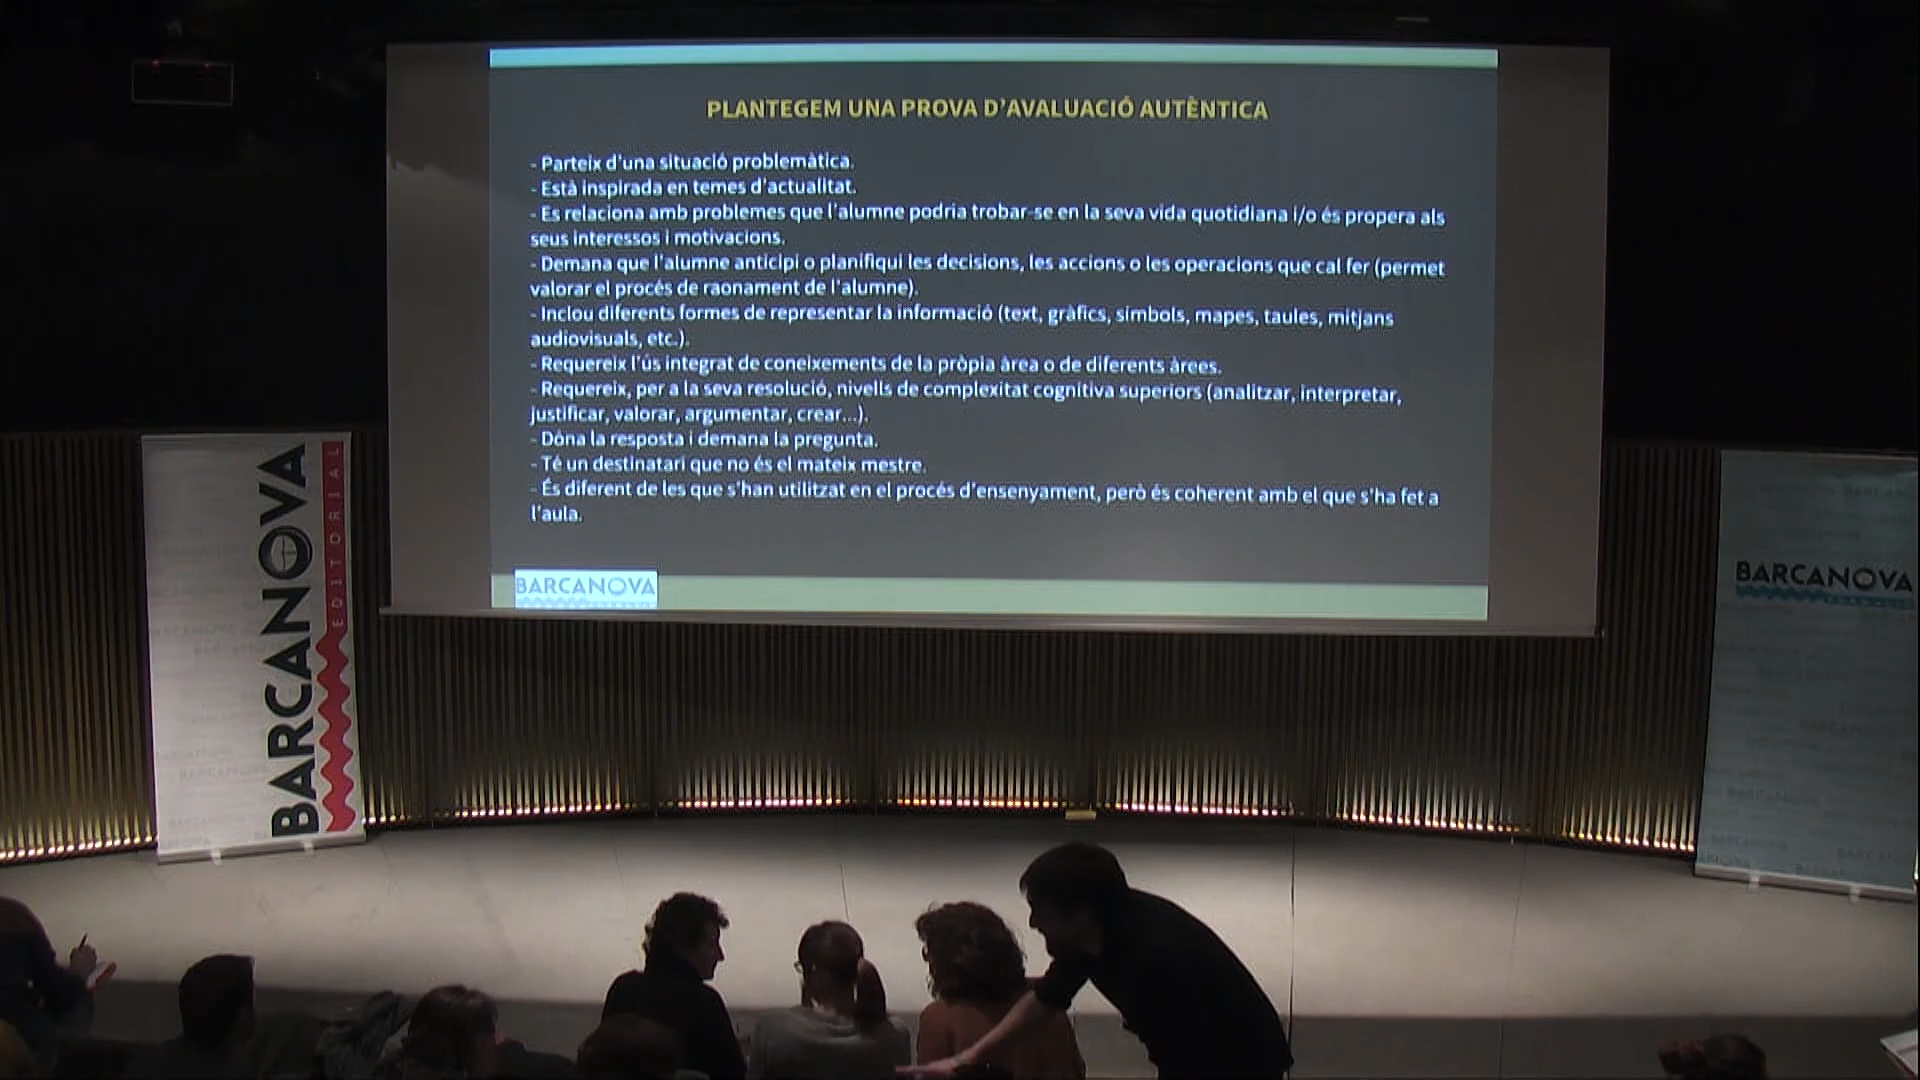 PLANTEGEM UNA PROVA D'AVALUACIÓ AUTÈNTICA
- Parteix d'una situació problemàtica.
- Està inspirada en temes d'actualitat.
- Es relaciona amb problemes que l'alumne podria trobar-se en la seva vida quotidiana i/o és propera als
seus interessos i motivacions.
- Demana que l'alumne anticipi o planifiqui les decisions, les accions o les operacions que cal fer (permet
valorar el procés de raonament de l'alumne).
- Inclou diferents formes de representar la informació (text, gràfics, símbols, mapes, taules, mitjans
audiovisuals, etc.).
- Requereix l'ús integrat de coneixements de la pròpia àrea o de diferents àrees.
- Requereix, per a la seva resolució, nivells de complexitat cognitiva superiors (analitzar, interpretar,
justificar, valorar, argumentar, crear...).
- Dóna la resposta i demana la pregunta.
- Té un destinatari que no és el mateix mestre.
- És diferent de les que s'han utilitzat en el procés d'ensenyament, però és coherent amb el que s'ha fet a
l'aula.
BARCANOVA
BARCANOVA
EDITORIAL
BARCANOVA